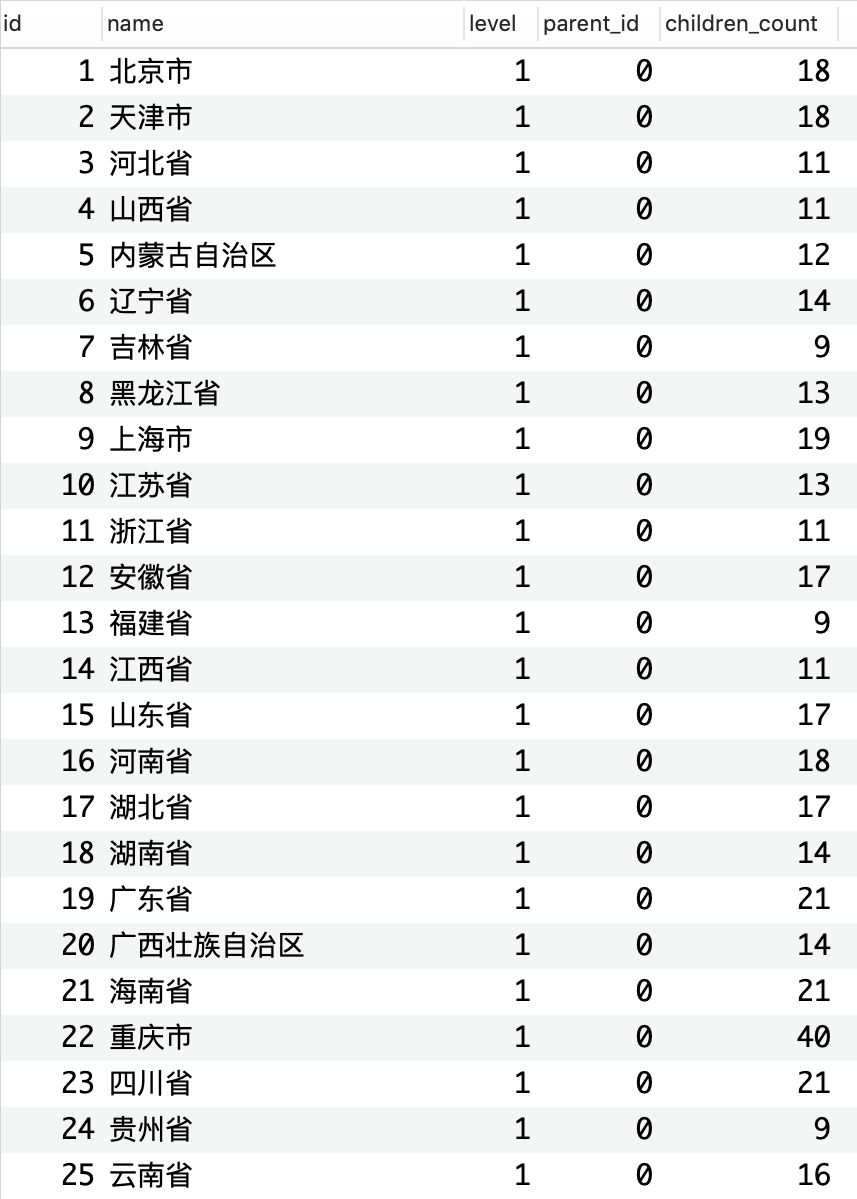 id name level parent_id children_count
1 北京市 1 0 18
2 天津市 1 0 18
3 河北省 1 0 11
4 山西省 1 0 11
5 内蒙古自治区 1 0 12
6 辽宁省 1 0 14
7 吉林省 1 0 9
8 黑龙江省 1 0 13
9 上海市 1 0 19
10 江苏省 1 0 13
11 浙江省 1 0 11
12 安徽省 1 0 17
13 福建省 1 0 9
14 江西省 1 0 11
15 山东省 1 0 17
16 河南省 1 0 18
17 湖北省 1 0 17
18 湖南省 1 0 14
19 广东省 1 0 21
20 广西壮族自治区 1 0 14
21 海南省 1 0 21
22 重庆市 1 0 40
23 四川省 1 0 21
24 贵州省 1 0 9
25 云南省 1 0 16